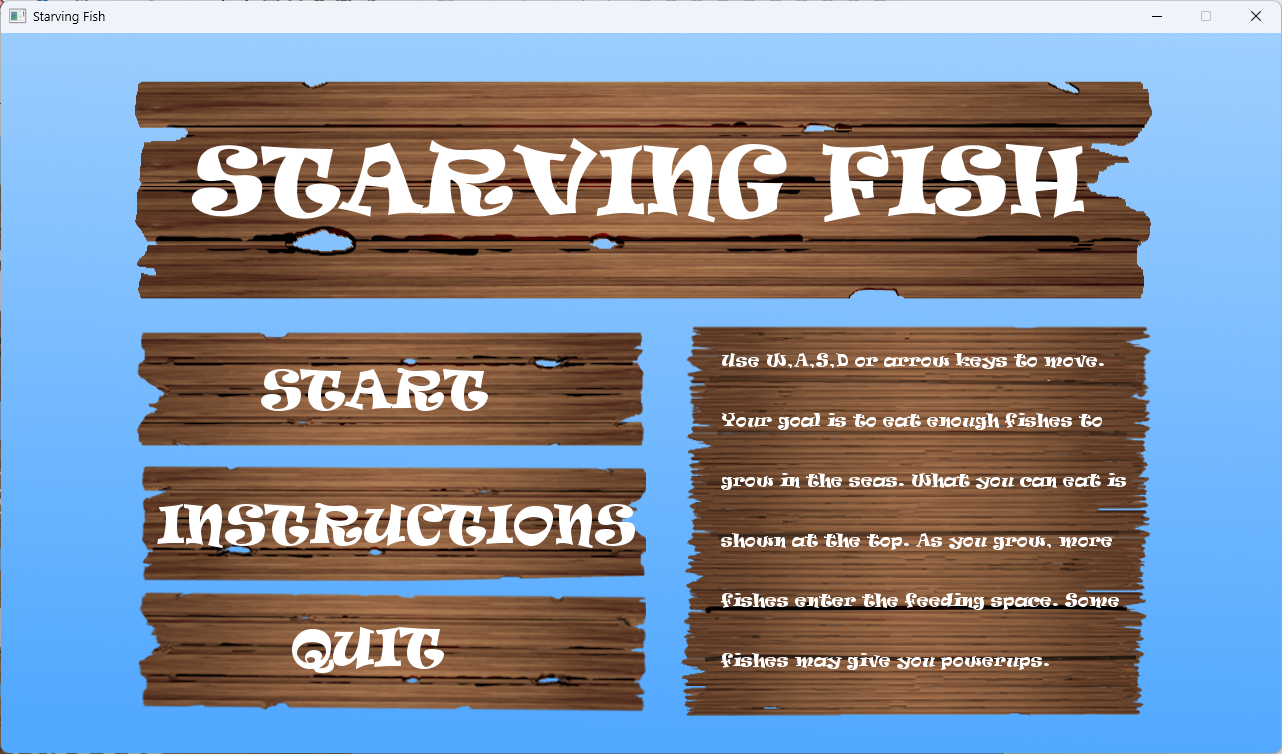 Starving Fish
STARVING FISH
START
INSTRUCTIONS
QUIT
Use W,A,S,D or arrow keys to move.
Your goal is to eat enough fishes to
grow in the seas. What you can eat is
shown at the top. As you grow, more
fishes enter the feeding space. Some
fishes may give you powerups.